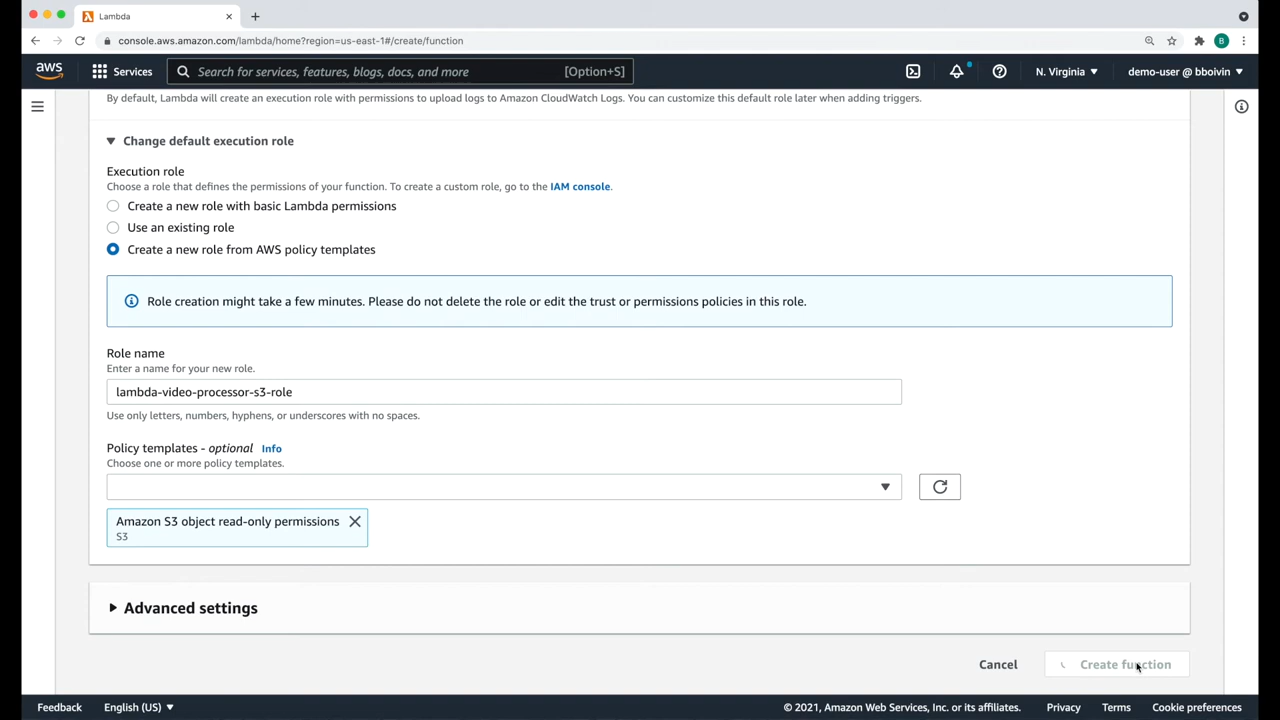 Lambda
console.aws.amazon.com/lambda/home?region=us-east-1#/create/function
B
aws
Services
Search for services, features, blogs, docs, and more
[Option+S]
N. Virginia
demo-user @ bboivin
By default, Lambda will create an execution role with permissions to upload logs to Amazon CloudWatch Logs. You can customize this default role later when adding triggers.
Change default execution role
Execution role
Choose a role that defines the permissions of your function. To create a custom role, go to the IAM console.
Create a new role with basic Lambda permissions
Use an existing role
Create a new role from AWS policy templates
Role creation might take a few minutes. Please do not delete the role or edit the trust or permissions policies in this role.
Role name
Enter a name for your new role.
lambda-video-processor-s3-role
Use only letters, numbers, hyphens, or underscores with no spaces.
Policy templates - optional Info
Choose one or more policy templates.
Amazon S3 object read-only permissions
S3
Advanced settings
Cancel
Create function
Feedback
English (US)
© 2021, Amazon Web Services, Inc. or its affiliates.
Privacy
Terms
Cookie preferences